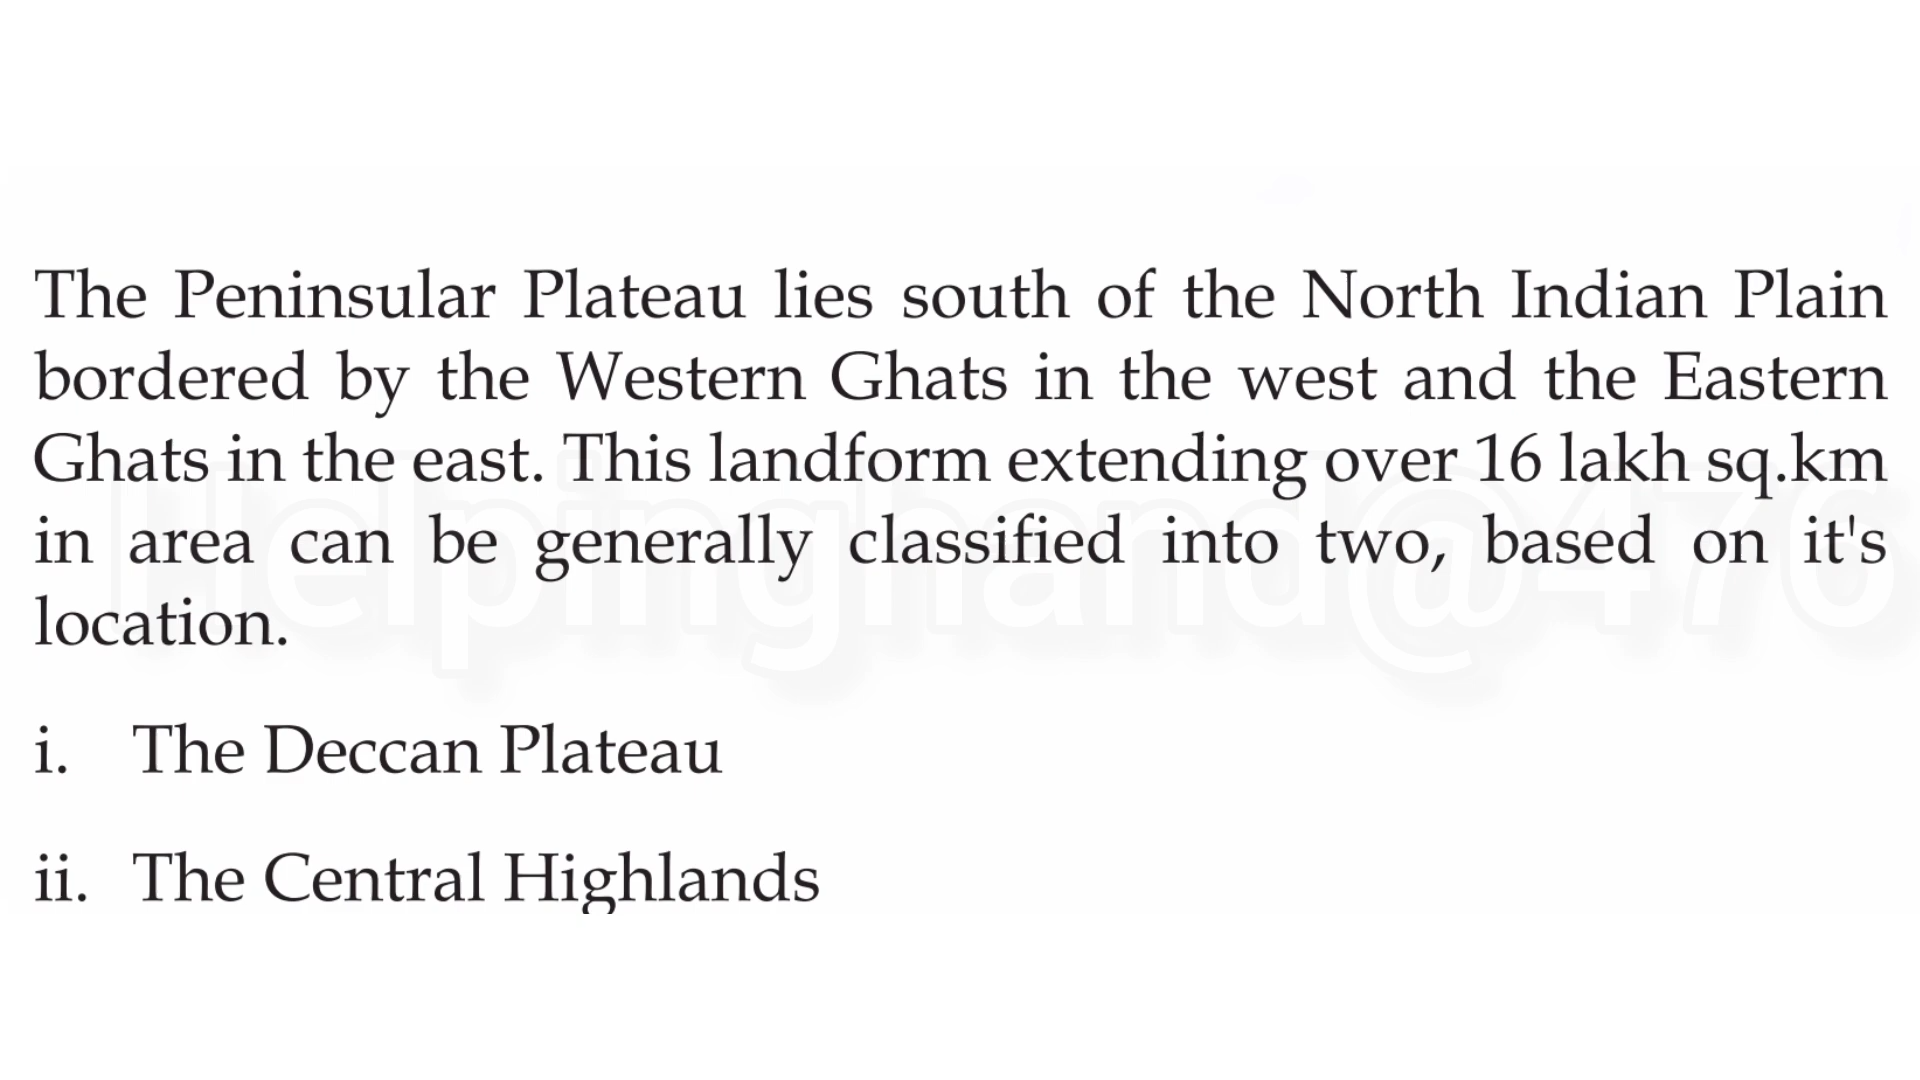 The Peninsular Plateau lies south of the North Indian Plain
bordered by the Western Ghats in the west and the Eastern
Ghats in the east. This landform extending over 16 lakh sq.km
in area can be generally classified into two, based on it's
location.
Helpinghand@476
i. The Deccan Plateau
ii. The Central Highlands